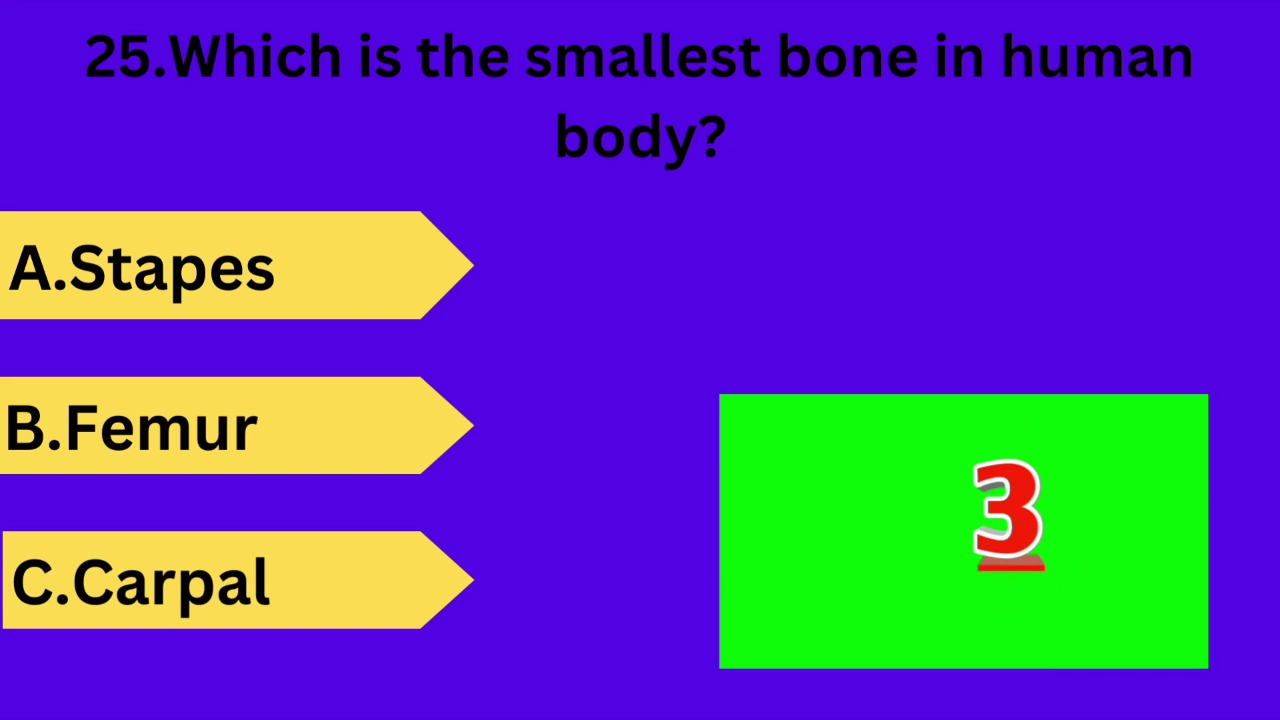 25.Which is the smallest bone in human
body?
A.Stapes
B.Femur
C.Carpal
3